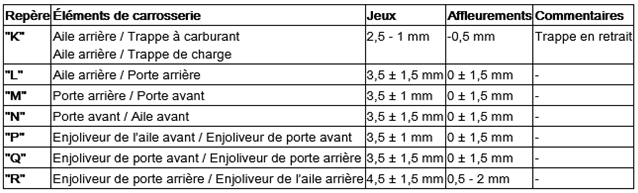 Repère Éléments de carrosserie Jeux Affleurements Commentaires
"K" Aile arrière / Trappe à carburant 2,5 - 1 mm -0,5 mm Trappe en retrait
Aile arrière / Trappe de charge
"L" Aile arrière / Porte arrière 3,5 ± 1,5 mm 0 ± 1,5 mm -
"M" Porte arrière / Porte avant 3,5 ± 1 mm 0 ± 1,5 mm -
"N" Porte avant / Aile avant 3,5 ± 1,5 mm 0 ± 1,5 mm -
"P" Enjoliveur de l'aile avant / Enjoliveur de porte avant 3,5 ± 1 mm 0 ± 1,5 mm -
"Q" Enjoliveur de porte avant / Enjoliveur de porte arrière 3,5 ± 1,5 mm 0 ± 1,5 mm -
"R" Enjoliveur de porte arrière / Enjoliveur de l'aile arrière 4,5 ± 1,5 mm 0,5 - 2 mm -